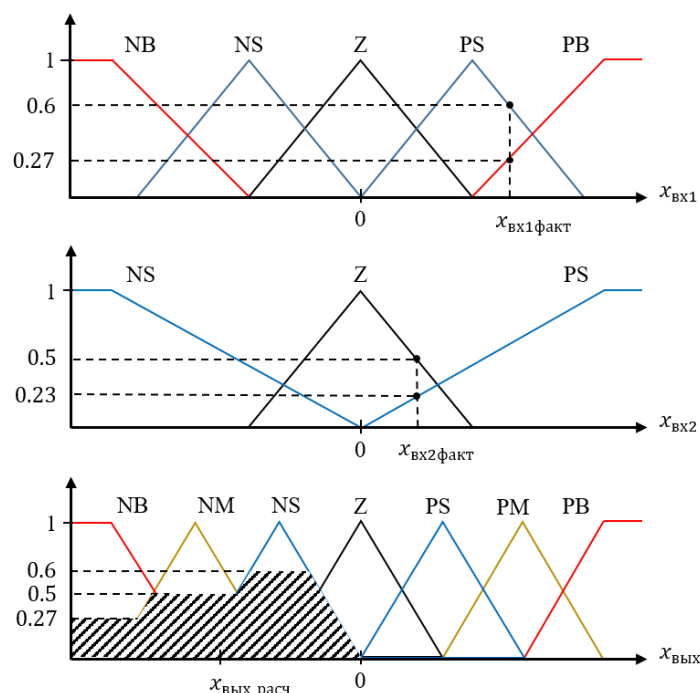 NB NS Z PS PB
1
0.6
0.27
0
x_вх1
x_вх1факт
NS Z PS
1
0.5
0.23
0
x_вх2
x_вх2факт
NB NM NS Z PS PM PB
1
0.6
0.5
0.27
x_вых расч
0
x_вых